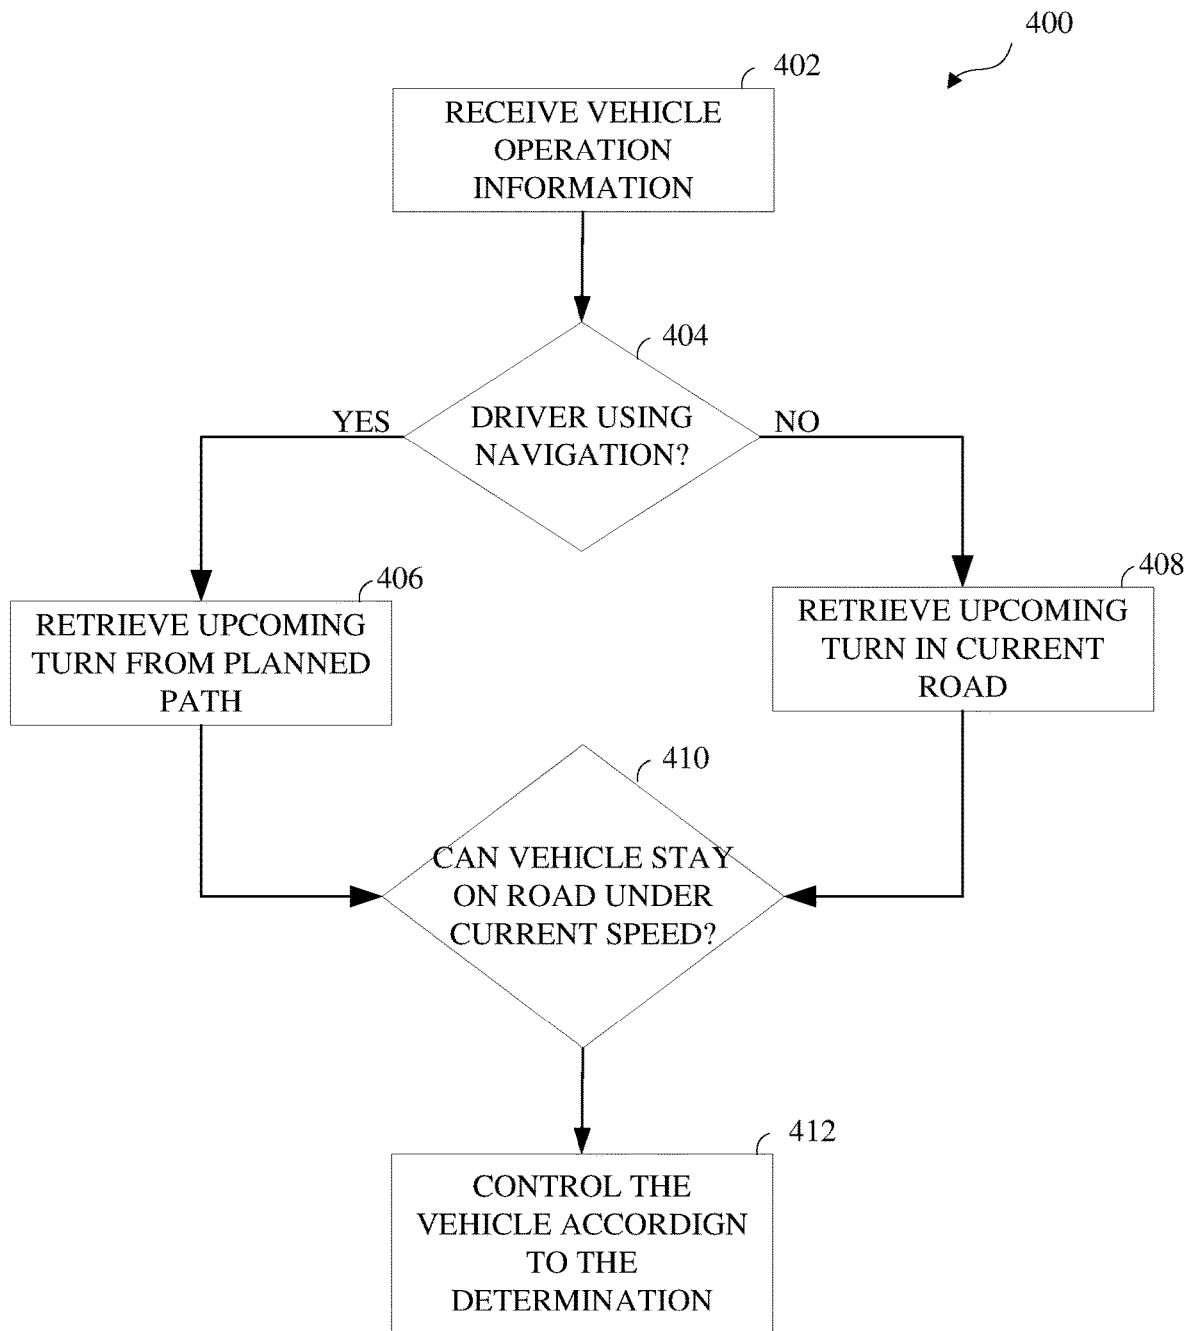 400
402
RECEIVE VEHICLE
OPERATION
INFORMATION
404
DRIVER USING
NAVIGATION?
YES
NO
406
RETRIEVE UPCOMING
TURN FROM PLANNED
PATH
408
RETRIEVE UPCOMING
TURN IN CURRENT
ROAD
410
CAN VEHICLE STAY
ON ROAD UNDER
CURRENT SPEED?
412
CONTROL THE
VEHICLE ACCORDIGN
TO THE
DETERMINATION